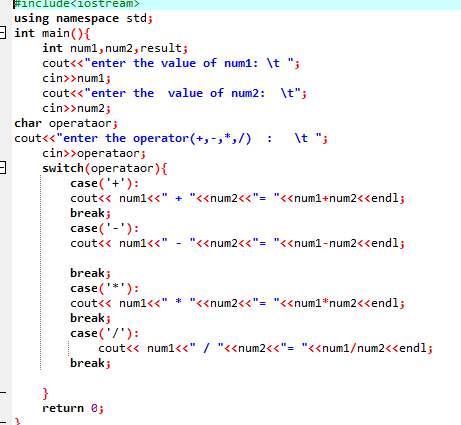 #include<iostream>
using namespace std;
int main(){
    int num1,num2,result;
    cout<<"enter the value of num1: \t ";
    cin>>num1;
    cout<<"enter the  value of num2:  \t";
    cin>>num2;
char operataor;
cout<<"enter the operator(+,-,*,/)  :   \t ";
    cin>>operataor;
    switch(operataor){
        case('+'):
        cout<< num1<<" + "<<num2<<"= "<<num1+num2<<endl;
        break;
        case('-'):
        cout<< num1<<" - "<<num2<<"= "<<num1-num2<<endl;

        break;
        case('*'):
        cout<< num1<<" * "<<num2<<"= "<<num1*num2<<endl;
        break;
        case('/'):
            cout<< num1<<" / "<<num2<<"= "<<num1/num2<<endl;
        break;

    }
    return 0;
}